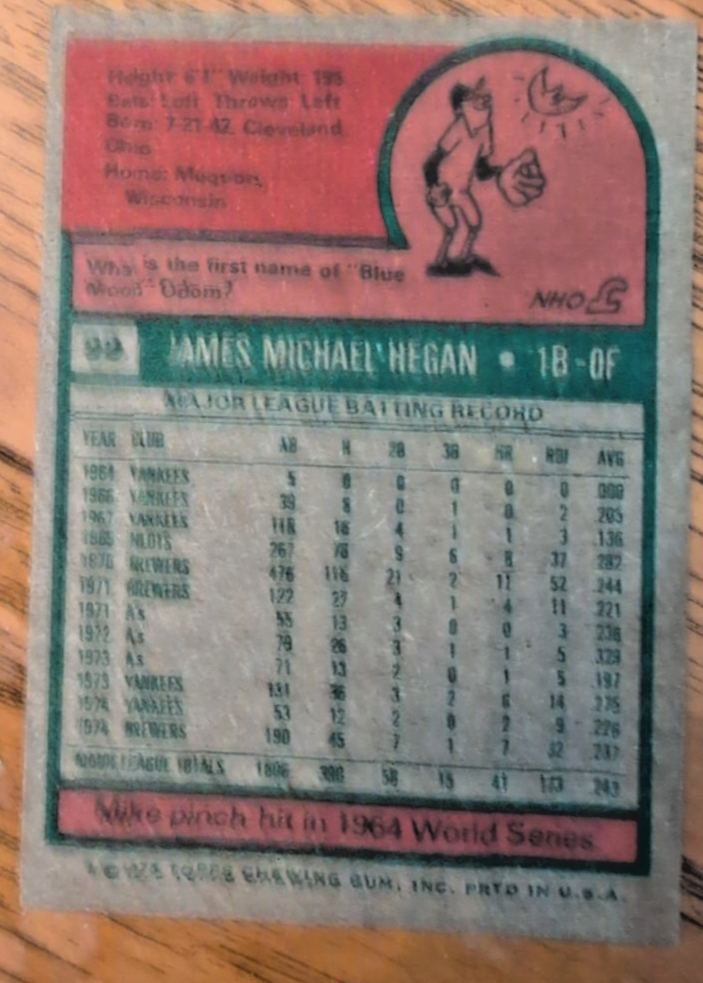 Height: 6'1" Weight: 195
Bats: Left Throws Left
Born: 7-21-42, Cleveland
Ohio
Home: Mequon,
Wisconsin
What is the first name of "Blue
Moon" Odom?
JOHN
JAMES MICHAEL HEGAN • 1B-OF
MAJOR LEAGUE BATTING RECORD
YEAR CLUB AB H 2B 3B HR RBI AVG
1964 YANKEES 5 0 0 0 0 0 .000
1966 YANKEES 39 8 0 1 0 2 .205
1967 YANKEES 118 16 4 1 1 3 .136
1969 PILOTS 267 78 9 6 8 37 .292
1970 BREWERS 476 116 21 2 11 52 .244
1971 BREWERS 122 27 4 1 4 11 .221
1971 A's 55 13 3 0 0 3 .236
1972 A's 79 26 3 1 1 5 .329
1973 A's 71 13 2 0 1 5
1973 YANKEES 131 36 3 2 6 14 .275
1974 YANKEES 53 12 2 0 2 9 .226
1974 BREWERS 190 45 7 1 7 32 .237
MAJOR LEAGUE TOTALS 15 41 173 .243
Mike pinch hit in 1964 World Series
© 1975 TOPPS CHEWING GUM, INC. PRTD IN U.S.A.